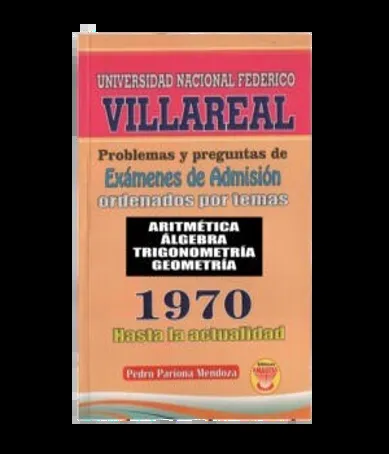 UNIVERSIDAD NACIONAL FEDERICO
VILLAREAL
Problemas y preguntas de
Exámenes de Admisión
ordenados por temas
ARITMÉTICA
ÁLGEBRA
TRIGONOMETRÍA
GEOMETRÍA
1970
Hasta la actualidad
Pedro Pariona Mendoza